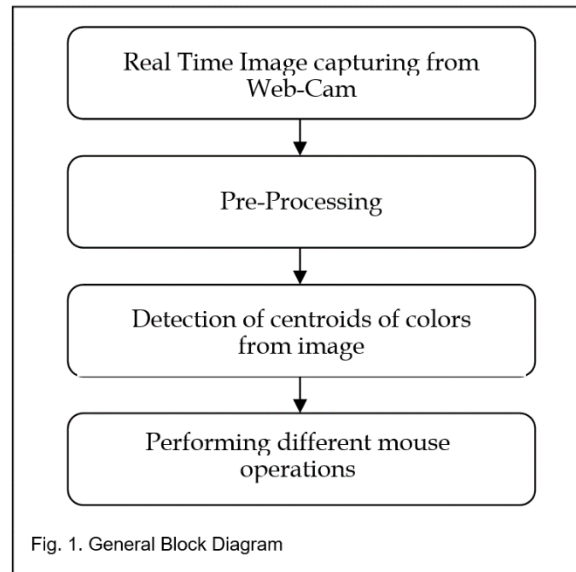 Real Time Image capturing from
Web-Cam
Pre-Processing
Detection of centroids of colors
from image
Performing different mouse
operations
Fig. 1. General Block Diagram